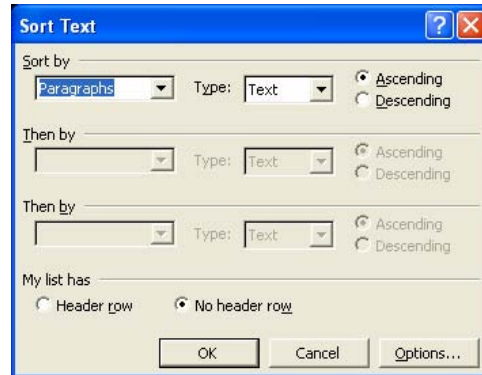 Sort Text
Sort by
Paragraphs Type: Text Ascending
Descending
Then by
Type: Text Ascending
Descending
Then by
Type: Text Ascending
Descending
My list has
Header row No header row
OK Cancel Options...